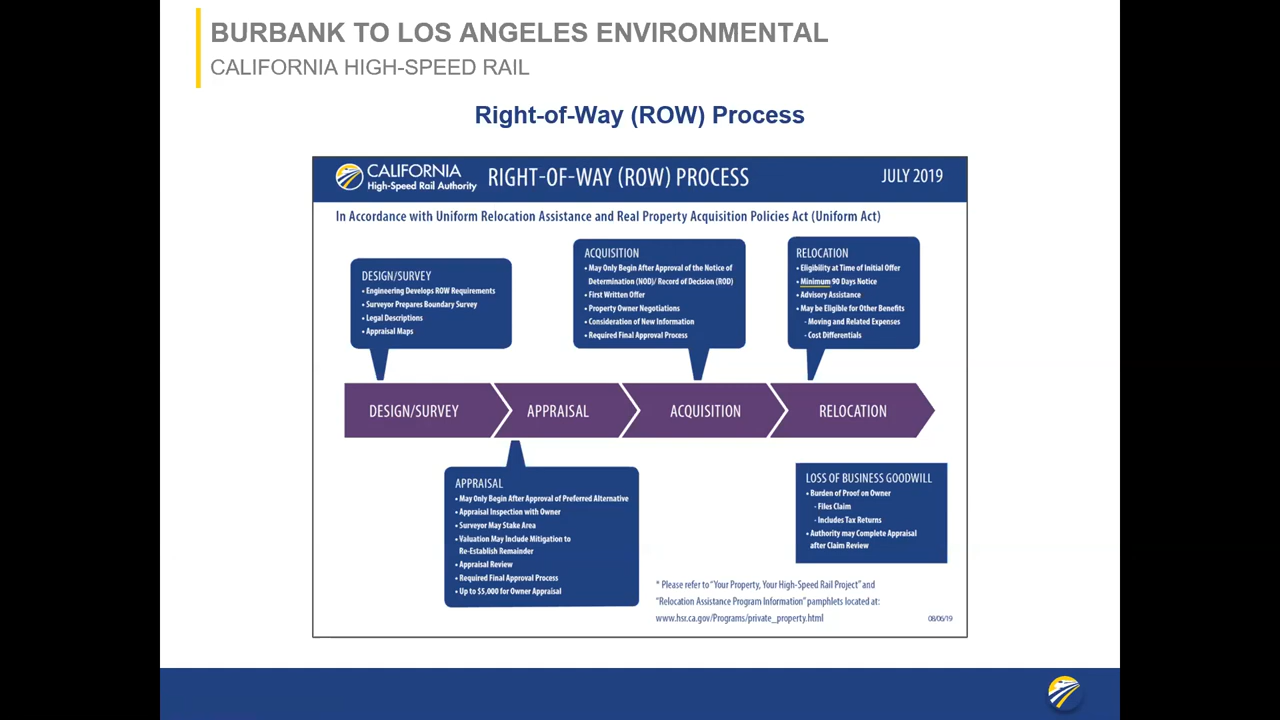 BURBANK TO LOS ANGELES ENVIRONMENTAL
CALIFORNIA HIGH-SPEED RAIL
Right-of-Way (ROW) Process
CALIFORNIA
High-Speed Rail Authority
RIGHT-OF-WAY (ROW) PROCESS
JULY 2019
In Accordance with Uniform Relocation Assistance and Real Property Acquisition Policies Act (Uniform Act)
DESIGN/SURVEY
• Engineering Develops ROW Requirements
• Surveyor Prepares Boundary Survey
• Legal Descriptions
• Appraisal Maps
ACQUISITION
• May Only Begin After Approval of the Notice of
Determination (NOD)/ Record of Decision (ROD)
• First Written Offer
• Property Owner Negotiations
• Consideration of New Information
• Required Final Approval Process
RELOCATION
• Eligibility at Time of Initial Offer
• Minimum 90 Days Notice
• Advisory Assistance
• May be Eligible for Other Benefits
- Moving and Related Expenses
- Cost Differentials
DESIGN/SURVEY
APPRAISAL
ACQUISITION
RELOCATION
APPRAISAL
• May Only Begin After Approval of Preferred Alternative
• Appraisal Inspection with Owner
• Surveyor May Stake Area
• Valuation May Include Mitigation to
Re-Establish Remainder
• Appraisal Review
• Required Final Approval Process
• Up to $5,000 for Owner Appraisal
LOSS OF BUSINESS GOODWILL
• Burden of Proof on Owner
- Files Claim
- Includes Tax Returns
• Authority may Complete Appraisal
after Claim Review
* Please refer to "Your Property, Your High-Speed Rail Project" and
"Relocation Assistance Program Information" pamphlets located at:
www.hsr.ca.gov/Programs/private_property.html
08/06/19